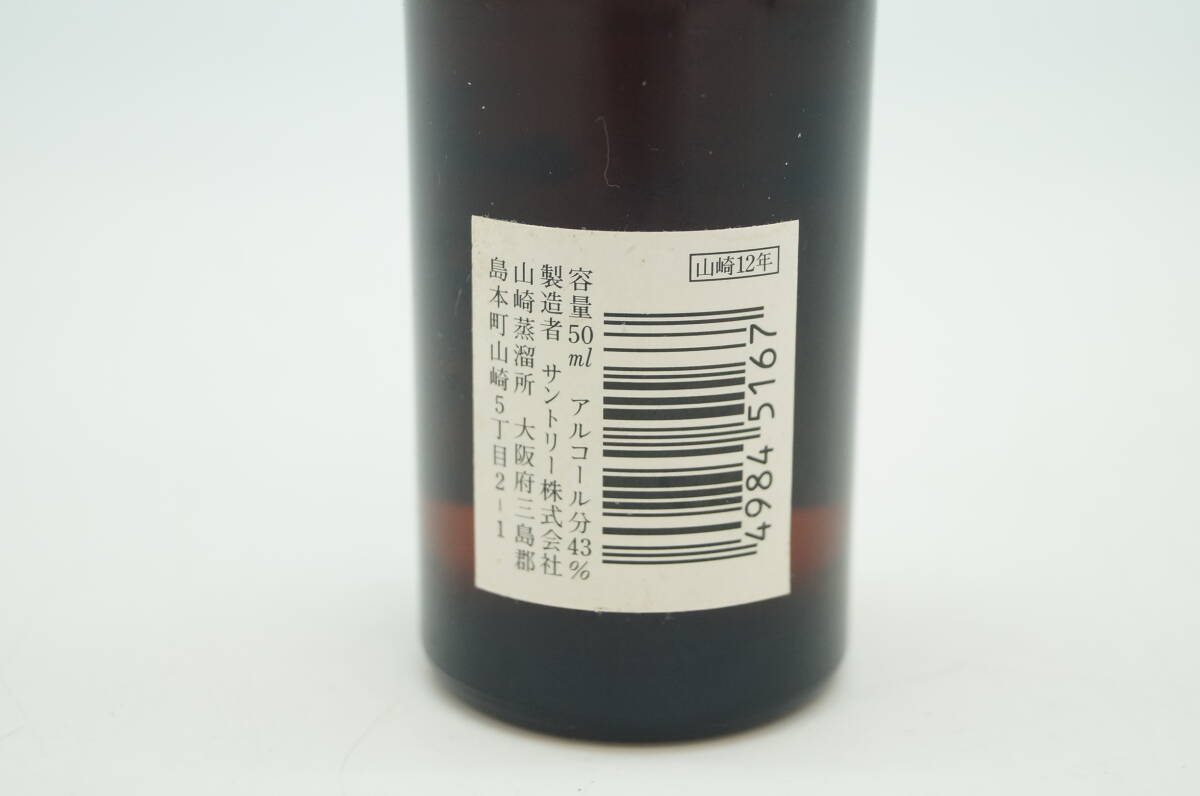 山崎12年
4984 5167
容量50ml アルコール分43%
製造者 サントリー株式会社
山崎蒸溜所 大阪府三島郡
島本町山崎5丁目2-1